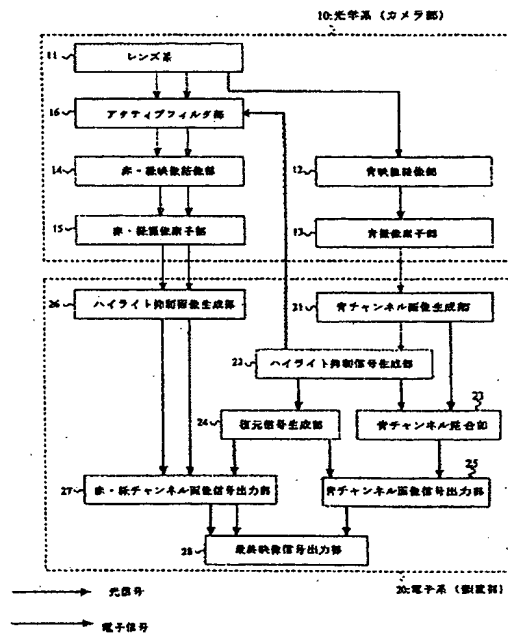 10:光学系(カメラ部)
11 レンズ系
16 アクティブフィルタ部
14 赤・緑映像結像部
12 青映像結像部
15 赤・緑撮像素子部
13 青撮像素子部
26 ハイライト抑制画像生成部
21 青チャンネル画像生成部
22 ハイライト抑制信号生成部
23
24 復元信号生成部
青チャンネル統合部
25
27 赤・緑チャンネル画像信号出力部
青チャンネル画像信号出力部
28 最終映像信号出力部
20:電子系(制御部)
光信号
電子信号